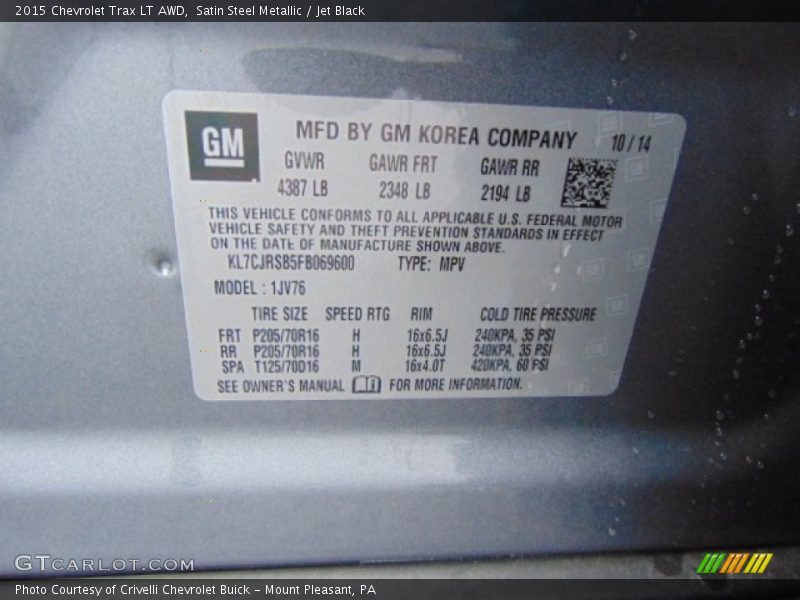 2015 Chevrolet Trax LT AWD, Satin Steel Metallic / Jet Black
GM
MFD BY GM KOREA COMPANY 10 / 14
GVWR GAWR FRT GAWR RR
4387 LB 2348 LB 2194 LB
THIS VEHICLE CONFORMS TO ALL APPLICABLE U.S. FEDERAL MOTOR
VEHICLE SAFETY AND THEFT PREVENTION STANDARDS IN EFFECT
ON THE DATE OF MANUFACTURE SHOWN ABOVE.
KL7CJRSB5FB069600 TYPE: MPV
MODEL : 1JV76
TIRE SIZE SPEED RTG RIM COLD TIRE PRESSURE
FRT P205/70R16 H 16x6.5J 240KPA, 35 PSI
RR P205/70R16 H 16x6.5J 240KPA, 35 PSI
SPA T125/70D16 M 16x4.0T 420KPA, 60 PSI
SEE OWNER'S MANUAL FOR MORE INFORMATION.
GTCARLOT.COM
Photo Courtesy of Crivelli Chevrolet Buick - Mount Pleasant, PA